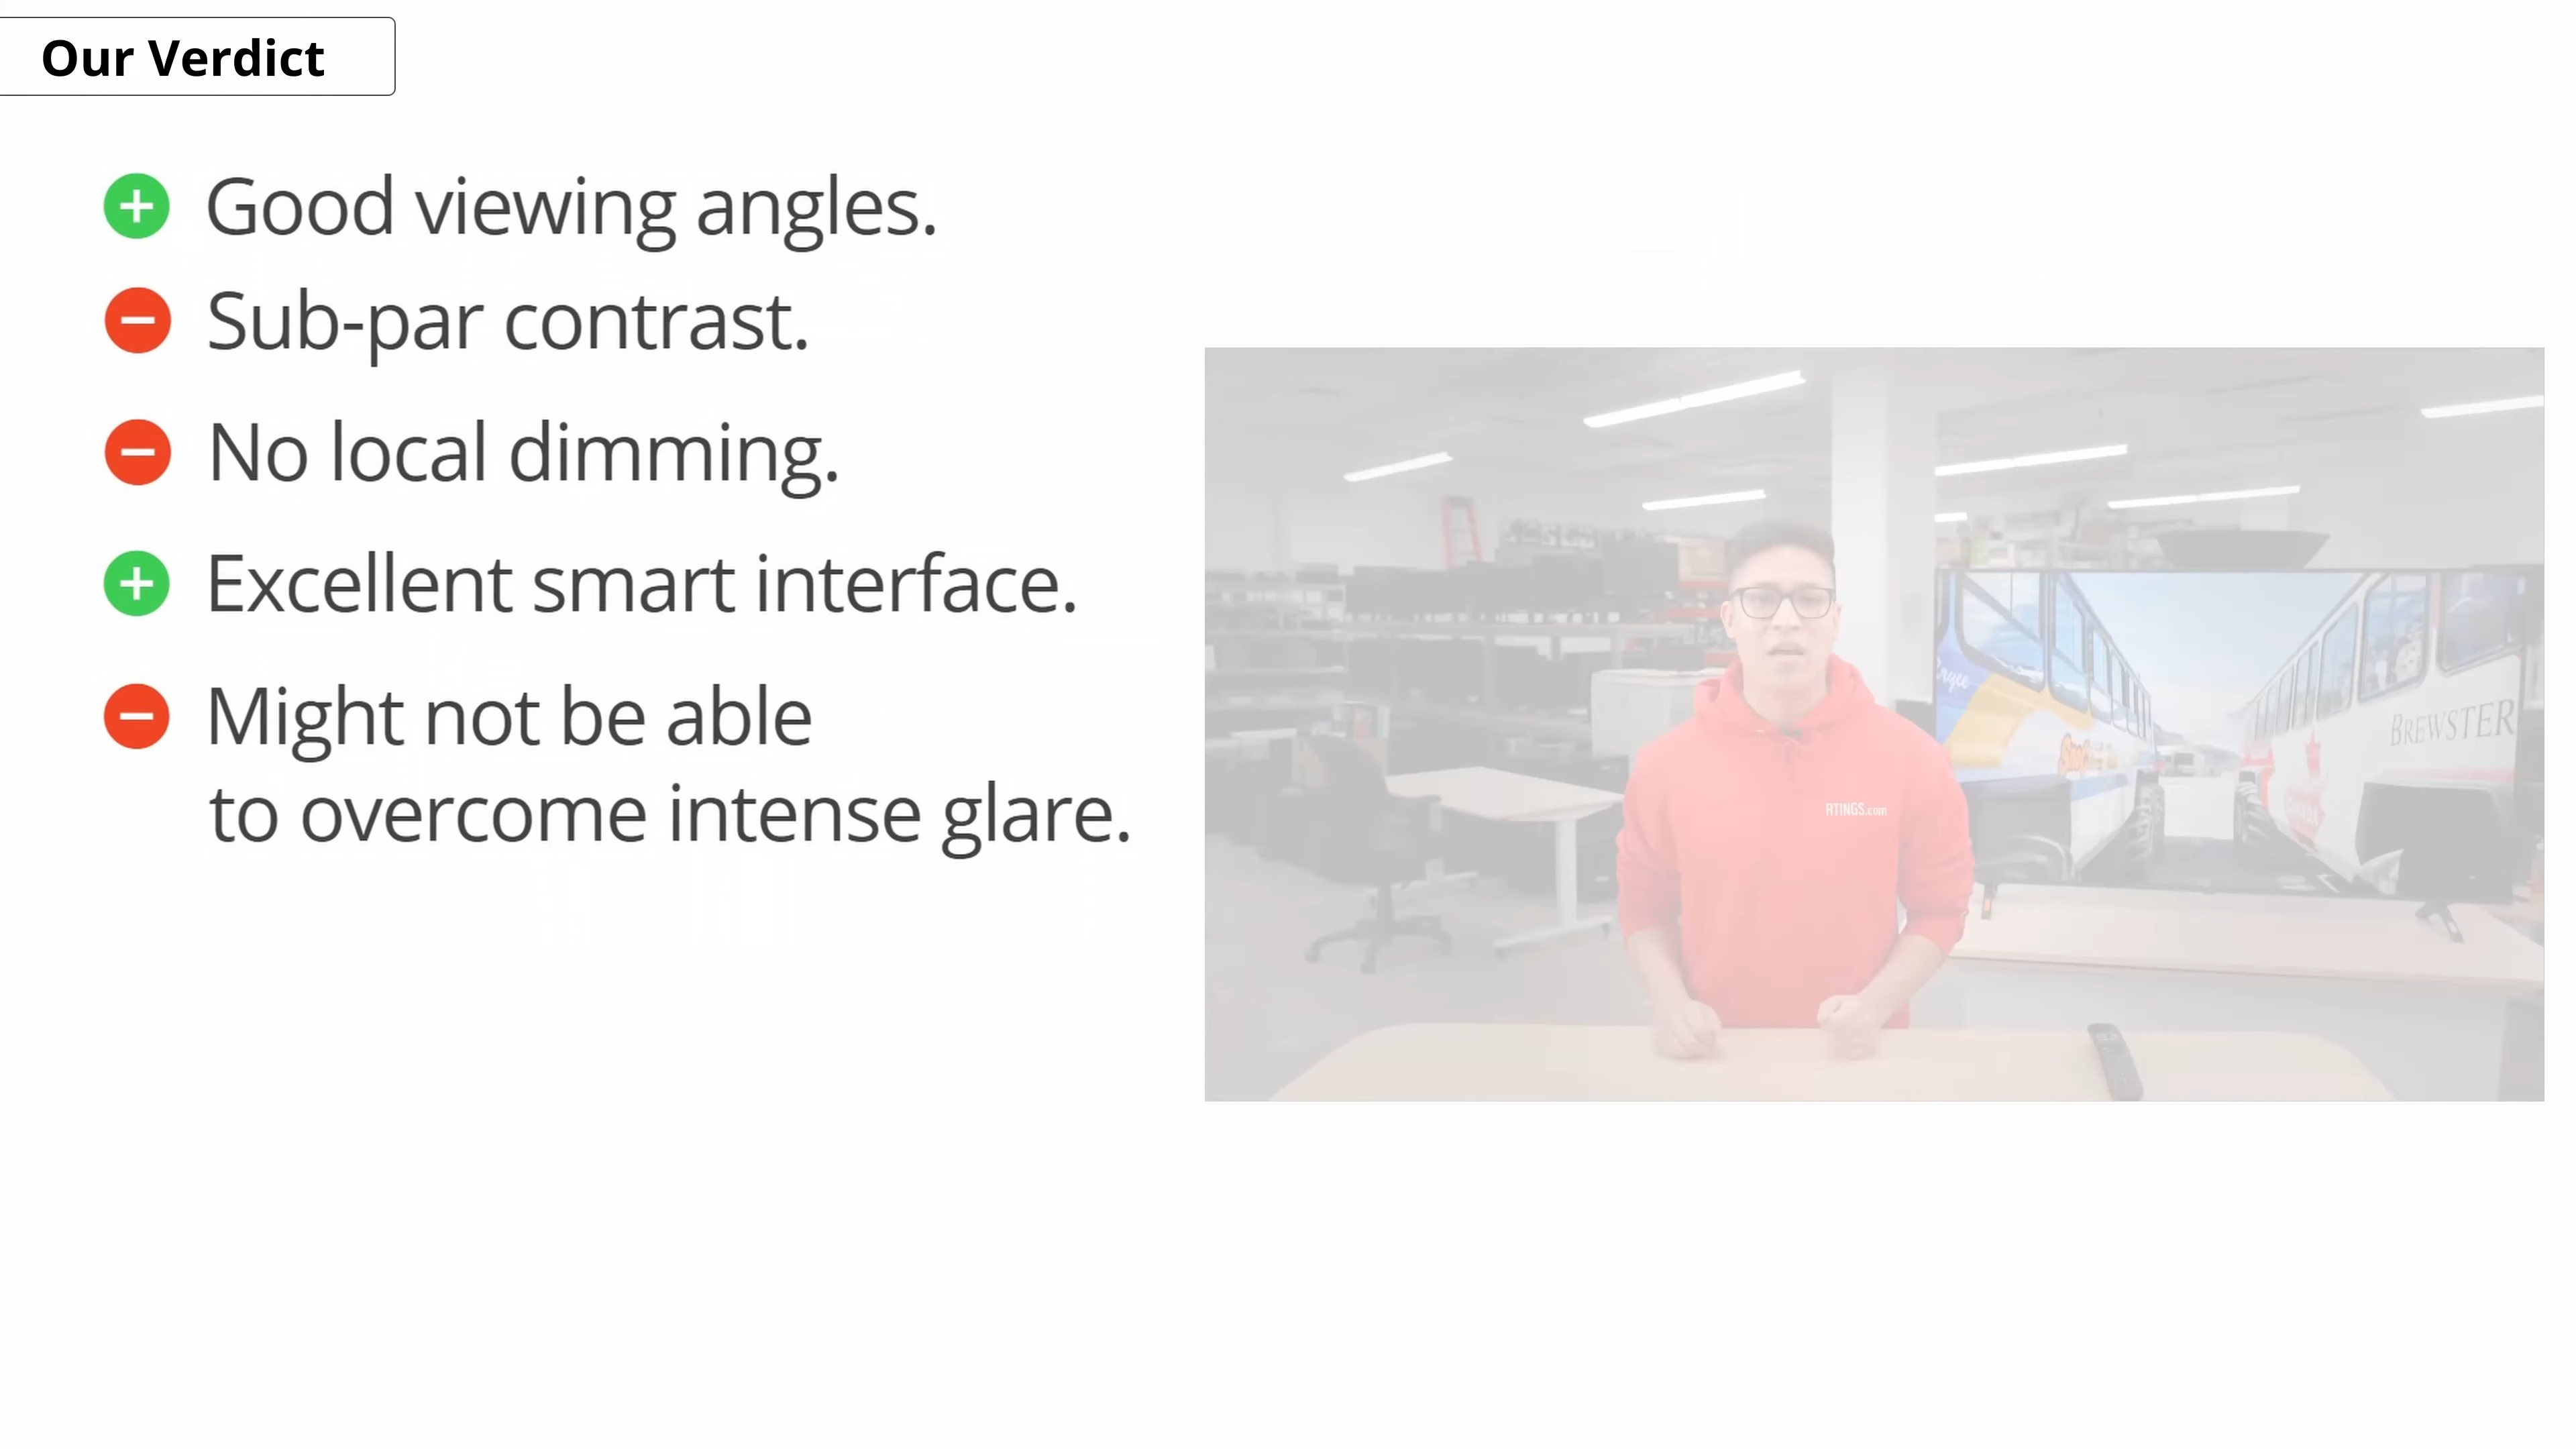 Our Verdict
Good viewing angles.
Sub-par contrast.
No local dimming.
Excellent smart interface.
Might not be able
to overcome intense glare.
RTINGS.com
BREWSTER